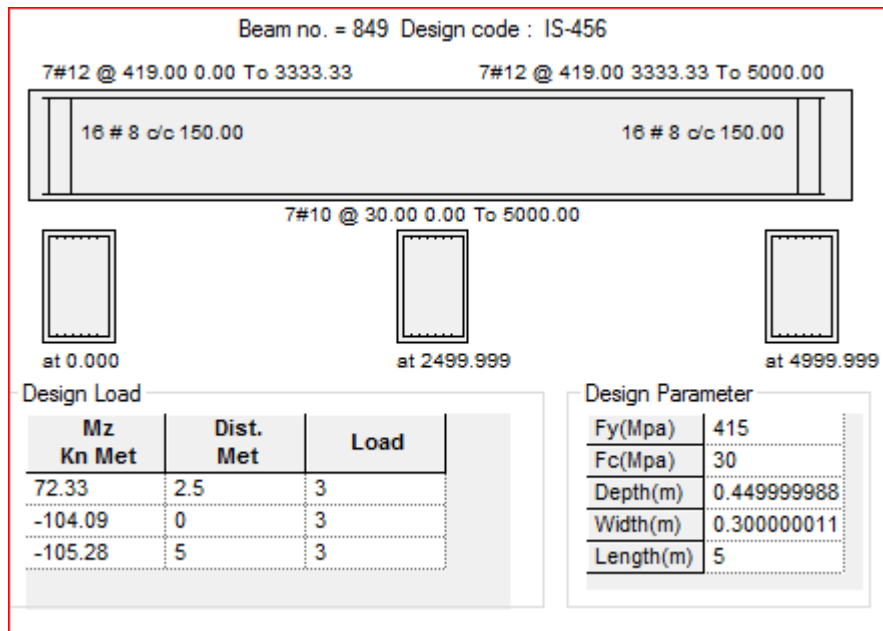 Beam no. = 849 Design code : IS-456
7#12 @ 419.00 0.00 To 3333.33 7#12 @ 419.00 3333.33 To 5000.00
16 # 8 c/c 150.00 16 # 8 c/c 150.00
7#10 @ 30.00 0.00 To 5000.00
at 0.000 at 2499.999 at 4999.999
Design Load
Mz Kn Met Dist. Met Load
72.33 2.5 3
-104.09 0 3
-105.28 5 3
Design Parameter
Fy(Mpa) 415
Fc(Mpa) 30
Depth(m) 0.449999988
Width(m) 0.300000011
Length(m) 5